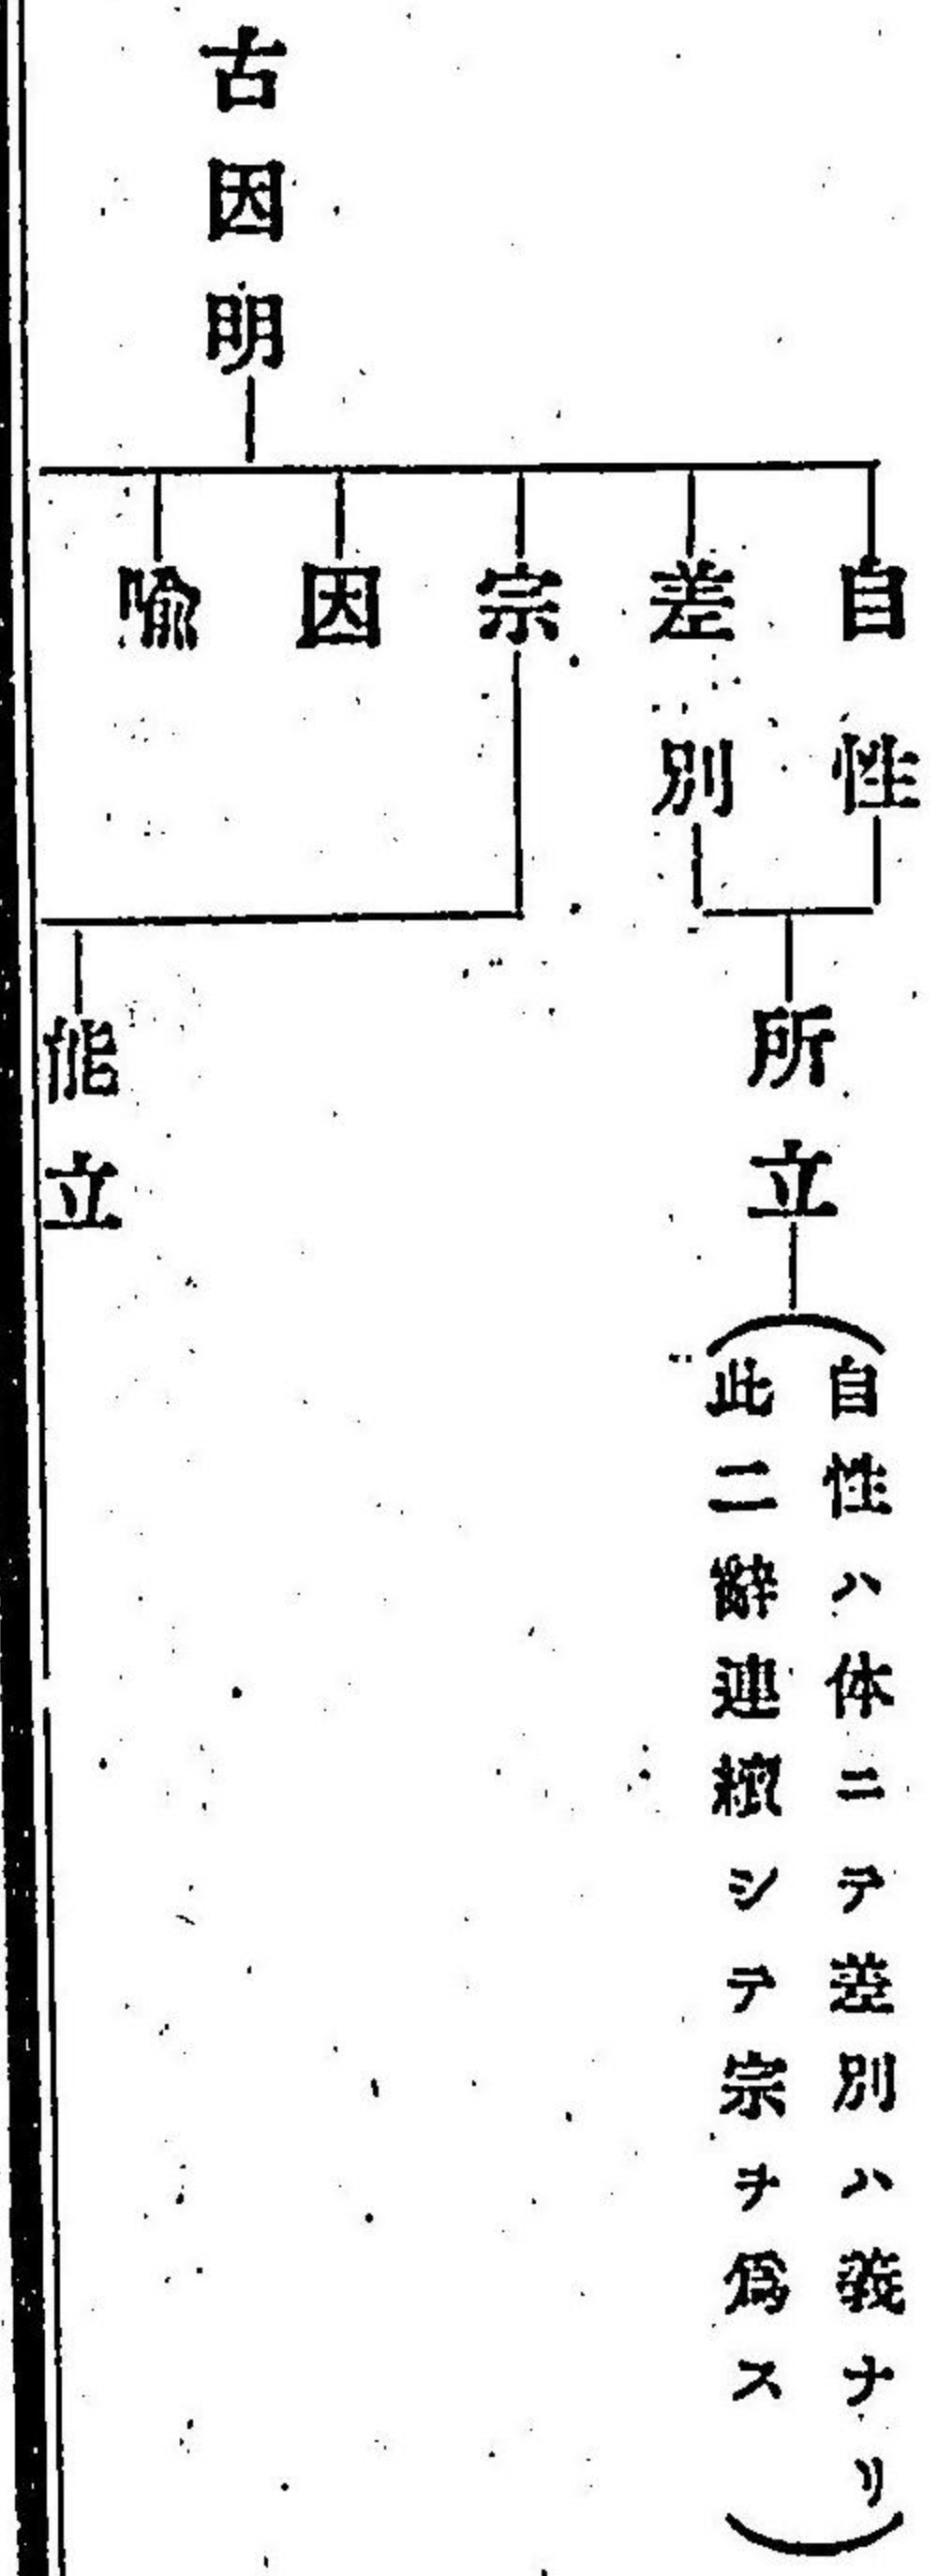 古因明
自性
差別
宗
因
喩
所立
自性ハ体ニテ差別ハ義ナリ
此二辭連續シテ宗ヲ爲ス
能立